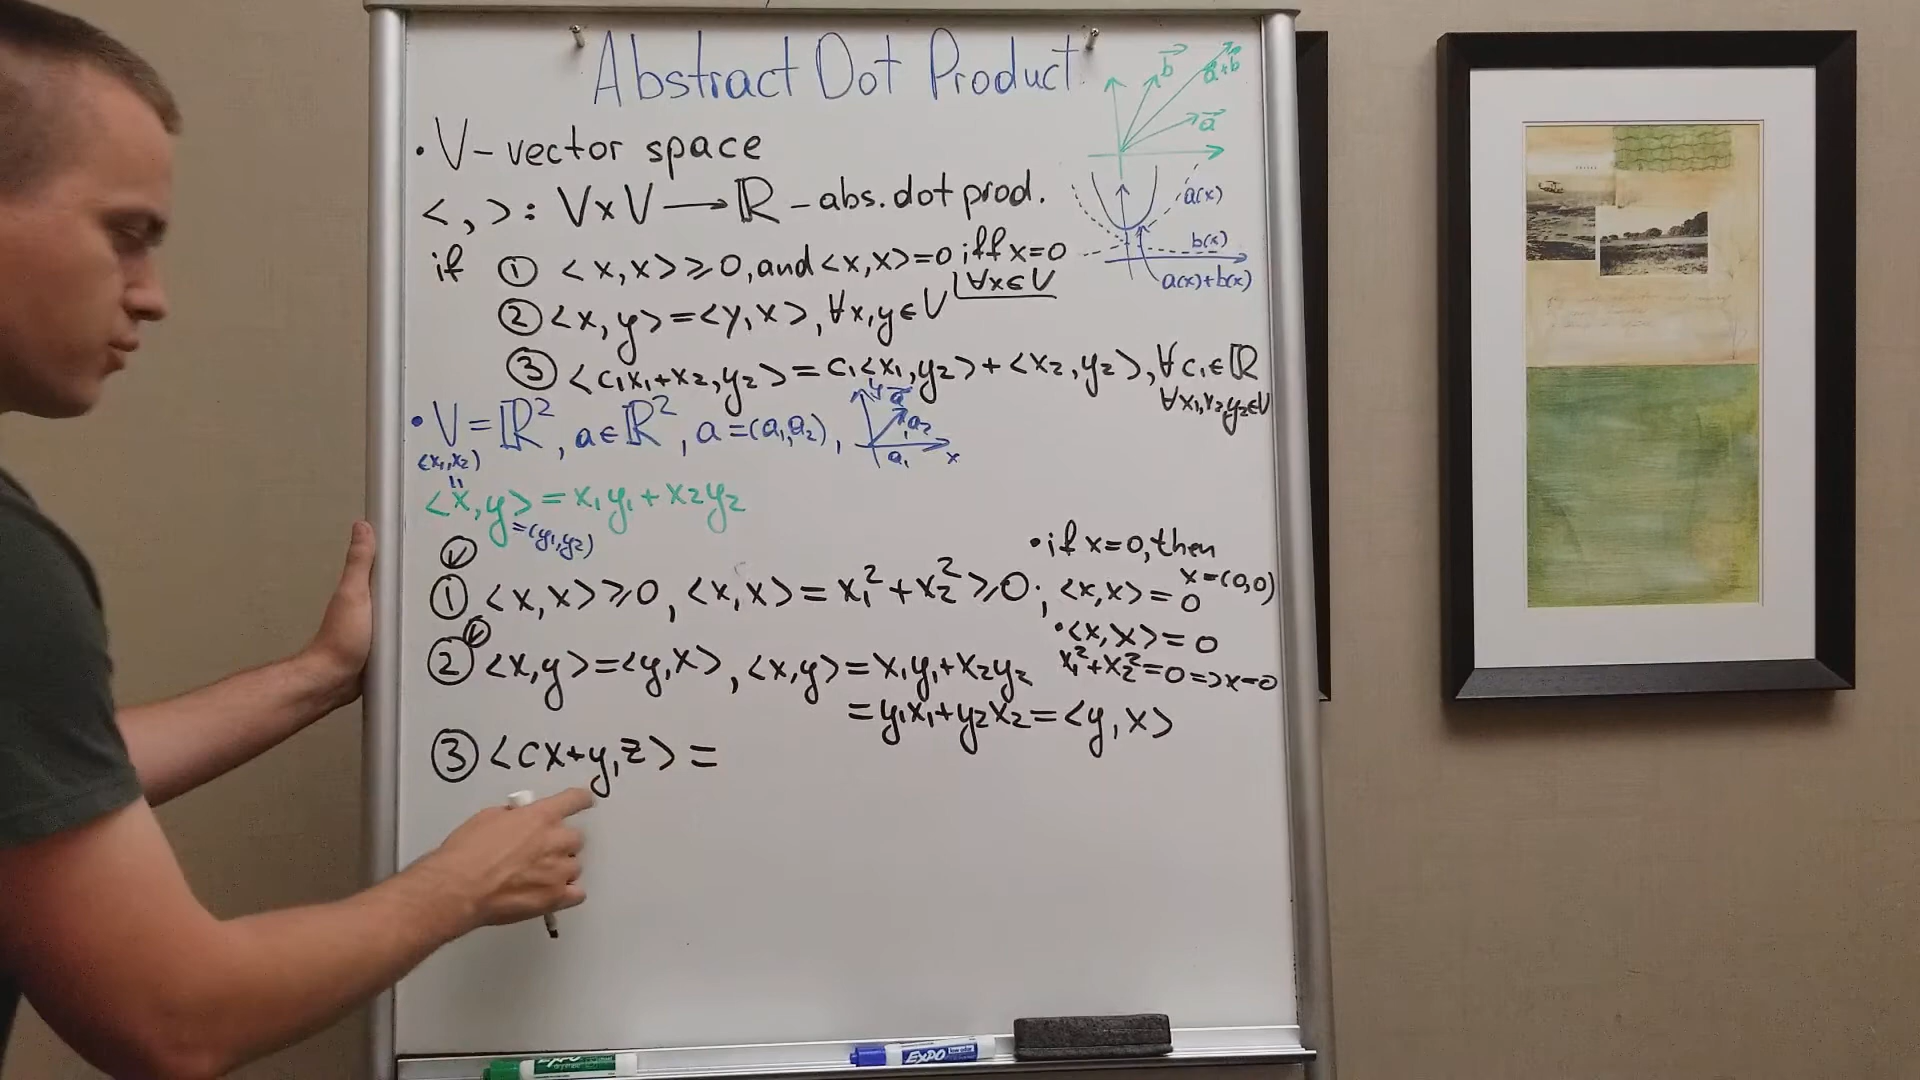 Abstract Dot Product
b
a+b
a
• V - vector space
< , > : V x V → ℝ - abs. dot prod.
a(x)
b(x)
a(x)+b(x)
if ① <x,x> ≥ 0, and <x,x> = 0 iff x=0
∀x∈V
② <x,y> = <y,x>, ∀x,y∈V
③ <c₁x₁+x₂,y₂> = c₁<x₁,y₂> + <x₂,y₂>, ∀c₁∈ℝ
∀x₁,x₂,y₂∈V
• V = ℝ², a∈ℝ², a = (a₁,a₂),
y a a₂
a₁ x
(x₁,x₂)
<x,y> = x₁y₁ + x₂y₂
=(y₁,y₂)
① <x,x> ≥ 0, <x,x> = x₁² + x₂² ≥ 0;
• if x=0, then
x=(0,0)
<x,x> = 0
• <x,x> = 0
x₁²+x₂²=0 => x=0
② <x,y> = <y,x>, <x,y> = x₁y₁+x₂y₂
= y₁x₁+y₂x₂ = <y,x>
③ <cx+y,z> =
EXPO